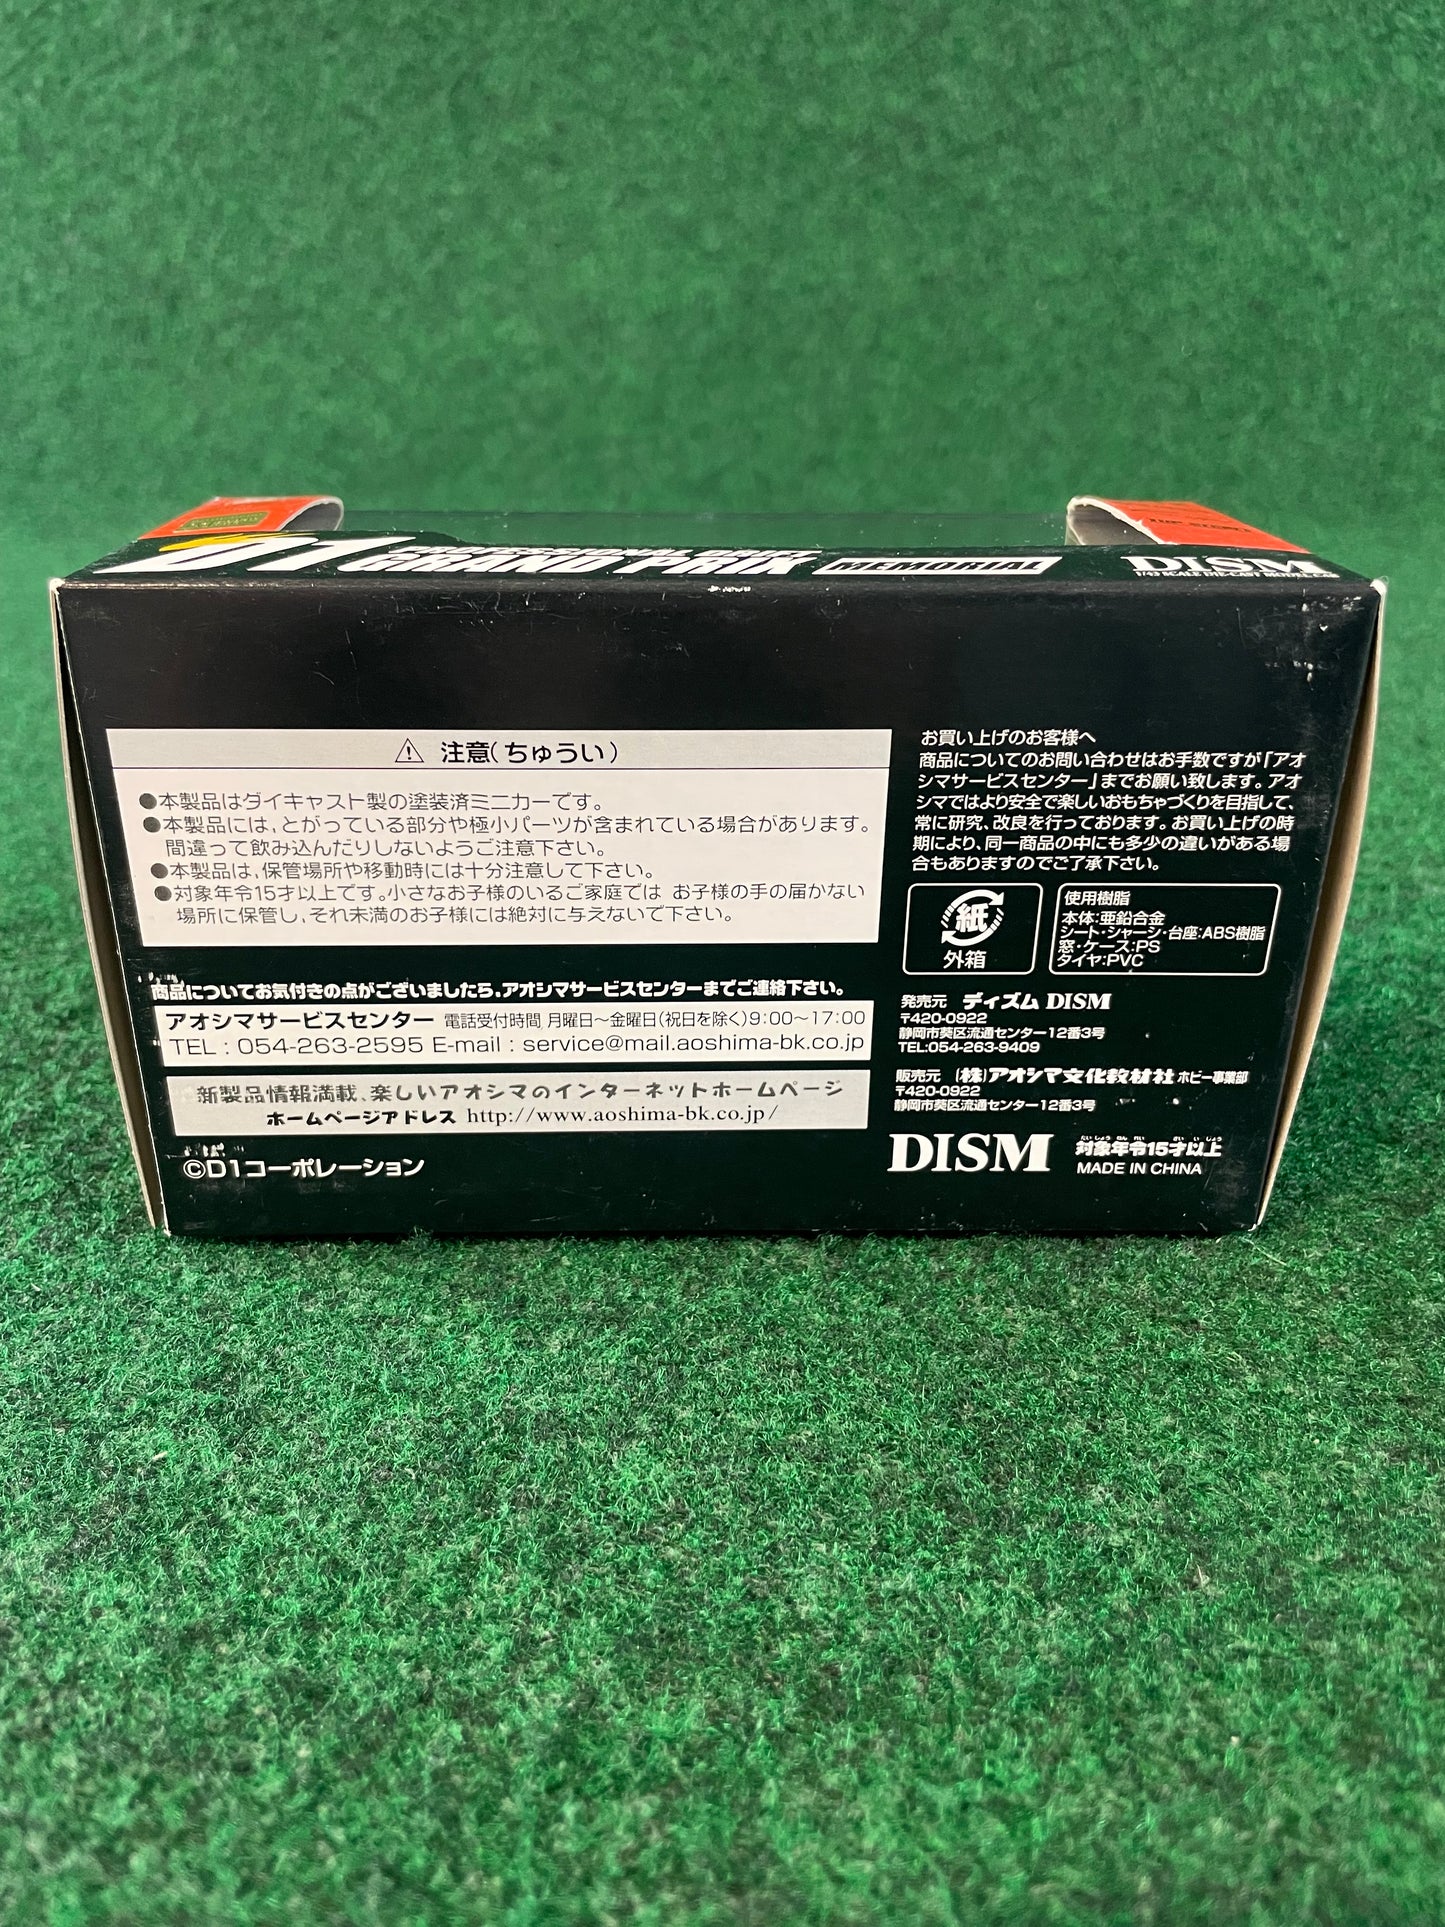 D1
PROFESSIONAL DRIFT
GRAND PRIX MEMORIAL
DISM
1/43 SCALE DIE-CAST MODEL CAR
⚠ 注意(ちゅうい)
●本製品はダイキャスト製の塗装済ミニカーです。
●本製品には､とがっている部分や極小パーツが含まれている場合があります。
間違って飲み込んだりしないようご注意下さい。
●本製品は､保管場所や移動時には十分注意して下さい。
●対象年令15才以上です。小さなお子様のいるご家庭では お子様の手の届かない
場所に保管し､それ未満のお子様には絶対に与えないで下さい。
商品についてお気付きの点がございましたら､アオシマサービスセンターまでご連絡下さい。
アオシマサービスセンター 電話受付時間 月曜日～金曜日(祝日を除く)9:00～17:00
TEL : 054-263-2595 E-mail : service@mail.aoshima-bk.co.jp
新製品情報満載、楽しいアオシマのインターネットホームページ
ホームページアドレス http://www.aoshima-bk.co.jp/
©D1コーポレーション
お買い上げのお客様へ
商品についてのお問い合わせはお手数ですが「アオ
シマサービスセンター」までお願い致します。アオ
シマではより安全で楽しいおもちゃづくりを目指して、
常に研究、改良を行っております。お買い上げの時
期により、同一商品の中にも多少の違いがある場
合もありますのでご了承下さい。
紙
外箱
使用樹脂
本体:亜鉛合金
シート・シャーシ・台座:ABS樹脂
窓・ケース:PS
タイヤ:PVC
発売元 ディズム DISM
〒420-0922
静岡市葵区流通センター12番3号
TEL:054-263-9409
販売元 (株)アオシマ文化教材社 ホビー事業部
〒420-0922
静岡市葵区流通センター12番3号
DISM
たいしょうねんれい さいいじょう
対象年令15才以上
MADE IN CHINA